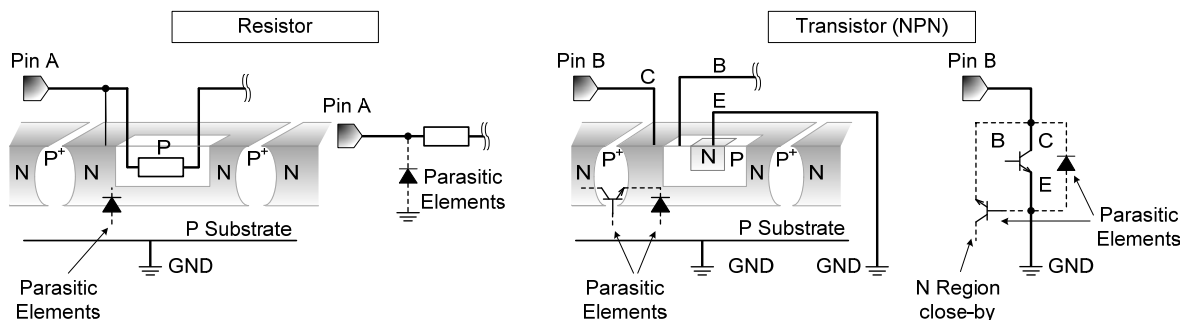 Resistor
Transistor (NPN)
Pin A
Pin A
N
P+
N
P
N
P+
N
Parasitic
Elements
P Substrate
GND
Parasitic
Elements
Pin B
C
B
E
N
P+
N
N
P
N
P+
N
P Substrate
GND
GND
Parasitic
Elements
Pin B
B
C
E
Parasitic
Elements
GND
N Region
close-by